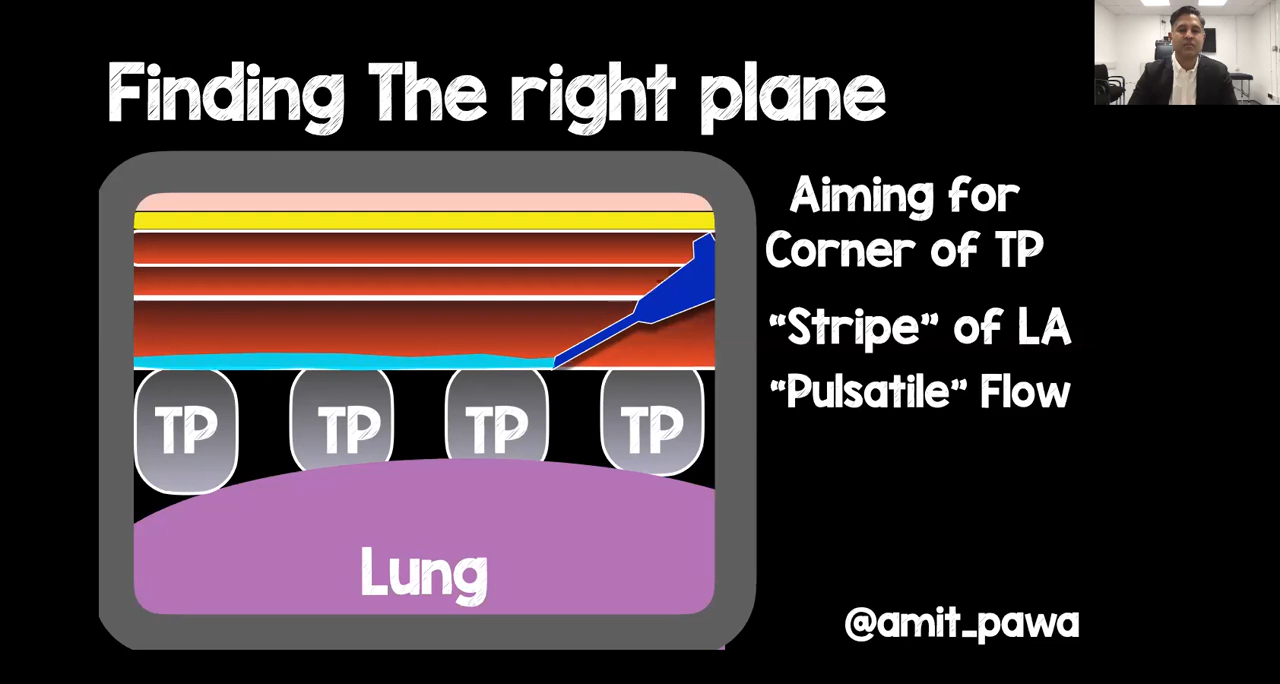 Finding The right plane
Aiming for
Corner of TP
“Stripe” of LA
“Pulsatile” Flow
TP TP TP TP
Lung
@amit_pawa